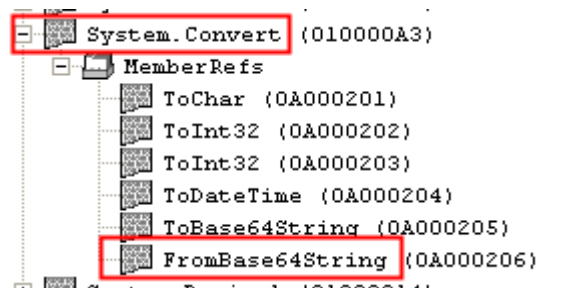 System.Convert (010000A3)
MemberRefs
ToChar (0A000201)
ToInt32 (0A000202)
ToInt32 (0A000203)
ToDateTime (0A000204)
ToBase64String (0A000205)
FromBase64String (0A000206)